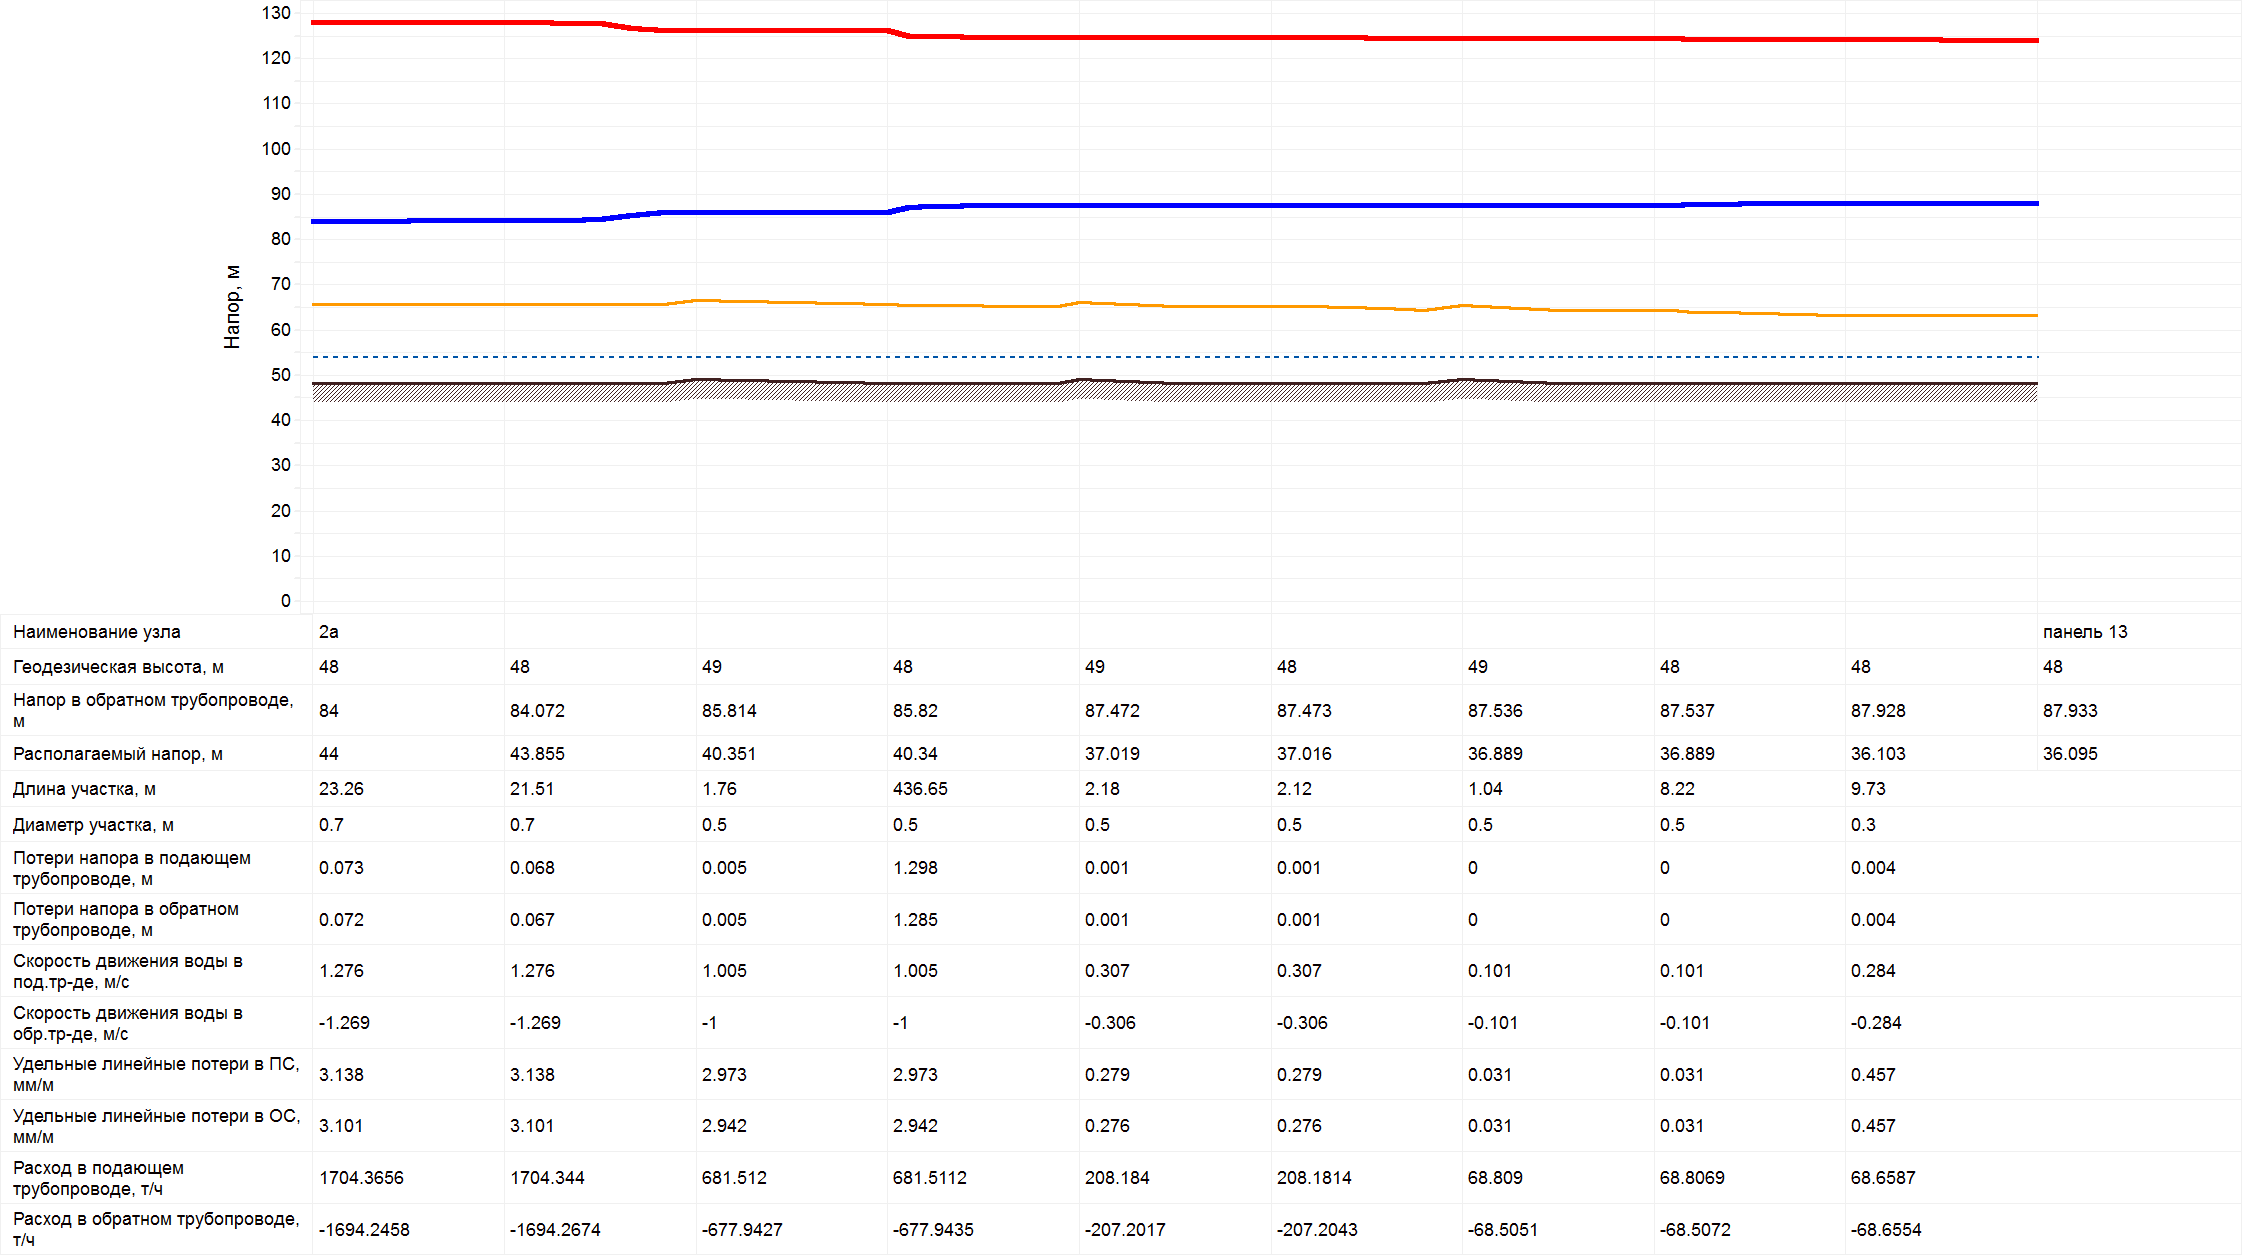 130
120
110
100
90
80
70
60
50
40
30
20
10
0
Напор, м
Наименование узла 2а панель 13
Геодезическая высота, м 48 48 49 48 49 48 49 48 48 48
Напор в обратном трубопроводе,
м 84 84.072 85.814 85.82 87.472 87.473 87.536 87.537 87.928 87.933
Располагаемый напор, м 44 43.855 40.351 40.34 37.019 37.016 36.889 36.889 36.103 36.095
Длина участка, м 23.26 21.51 1.76 436.65 2.18 2.12 1.04 8.22 9.73
Диаметр участка, м 0.7 0.7 0.5 0.5 0.5 0.5 0.5 0.5 0.3
Потери напора в подающем
трубопроводе, м 0.073 0.068 0.005 1.298 0.001 0.001 0 0 0.004
Потери напора в обратном
трубопроводе, м 0.072 0.067 0.005 1.285 0.001 0.001 0 0 0.004
Скорость движения воды в
под.тр-де, м/с 1.276 1.276 1.005 1.005 0.307 0.307 0.101 0.101 0.284
Скорость движения воды в
обр.тр-де, м/с -1.269 -1.269 -1 -1 -0.306 -0.306 -0.101 -0.101 -0.284
Удельные линейные потери в ПС,
мм/м 3.138 3.138 2.973 2.973 0.279 0.279 0.031 0.031 0.457
Удельные линейные потери в ОС,
мм/м 3.101 3.101 2.942 2.942 0.276 0.276 0.031 0.031 0.457
Расход в подающем
трубопроводе, т/ч 1704.3656 1704.344 681.512 681.5112 208.184 208.1814 68.809 68.8069 68.6587
Расход в обратном трубопроводе,
т/ч -1694.2458 -1694.2674 -677.9427 -677.9435 -207.2017 -207.2043 -68.5051 -68.5072 -68.6554